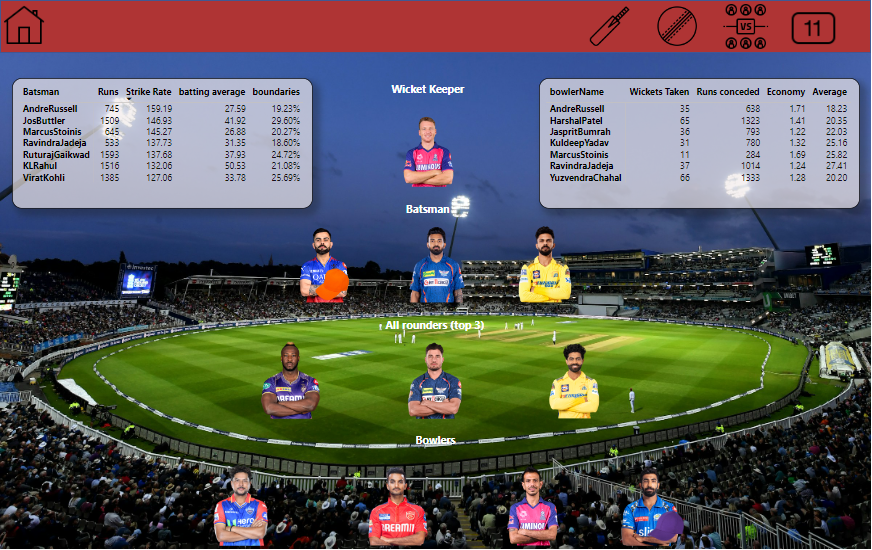 VS
11
Batsman Runs Strike Rate batting average boundaries
AndreRussell 745 159.19 27.59 19.23%
JosButtler 1509 146.93 41.92 29.60%
MarcusStoinis 645 145.27 26.88 20.27%
RavindraJadeja 533 137.73 31.35 18.60%
RuturajGaikwad 1593 137.68 37.93 24.72%
KLRahul 1516 132.06 50.53 21.08%
ViratKohli 1385 127.06 33.78 25.69%
Wicket Keeper
bowlerName Wickets Taken Runs conceded Economy Average
AndreRussell 35 638 1.71 18.23
HarshalPatel 65 1323 1.41 20.35
JaspritBumrah 36 793 1.22 22.03
KuldeepYadav 31 780 1.32 25.16
MarcusStoinis 11 284 1.69 25.82
RavindraJadeja 37 1014 1.24 27.41
YuzvendraChahal 66 1333 1.28 20.20
Batsman
All rounders (top 3)
Bowlers